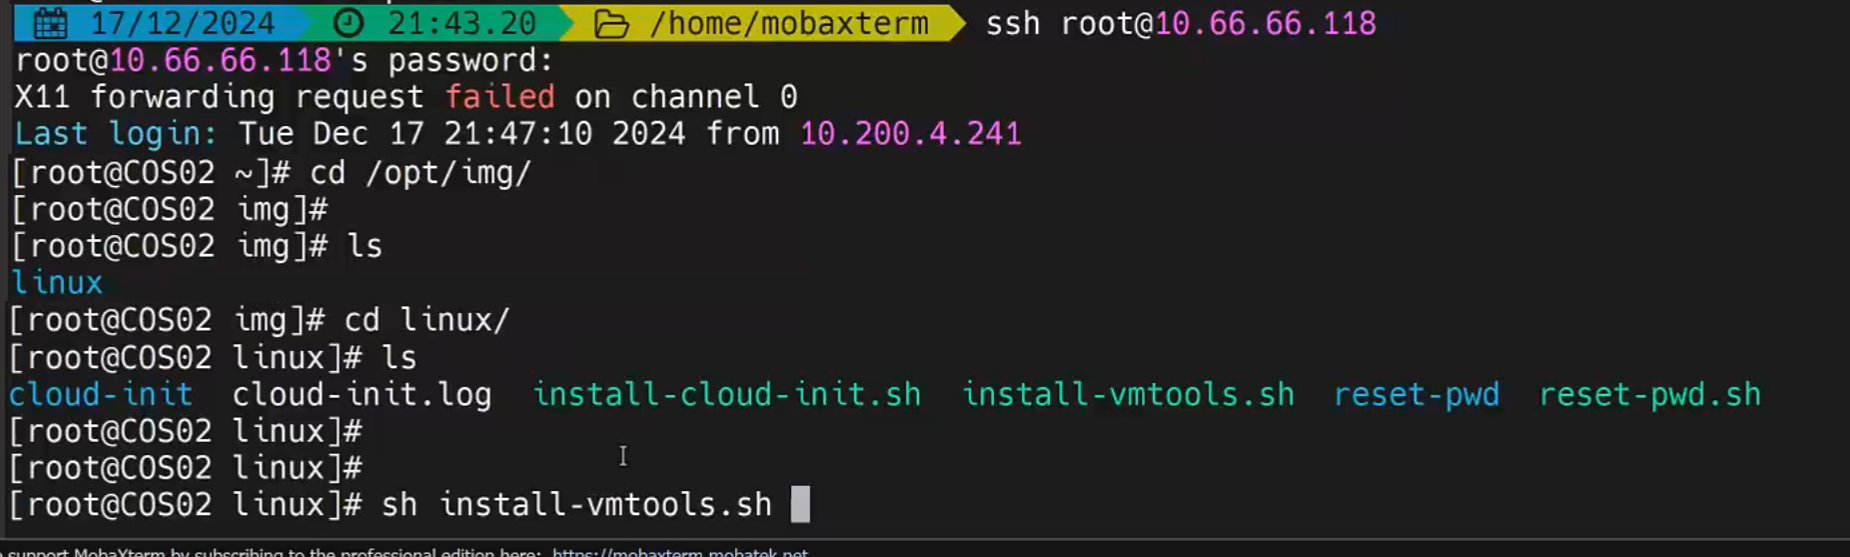 17/12/2024 21:43.20 /home/mobaxterm ssh root@10.66.66.118
root@10.66.66.118's password:
X11 forwarding request failed on channel 0
Last login: Tue Dec 17 21:47:10 2024 from 10.200.4.241
[root@COS02 ~]# cd /opt/img/
[root@COS02 img]#
[root@COS02 img]# ls
linux
[root@COS02 img]# cd linux/
[root@COS02 linux]# ls
cloud-init cloud-init.log install-cloud-init.sh install-vmtools.sh reset-pwd reset-pwd.sh
[root@COS02 linux]#
[root@COS02 linux]#
[root@COS02 linux]# sh install-vmtools.sh
support MobaXterm by subscribing to the professional edition here: https://mobaxterm.mobatek.net